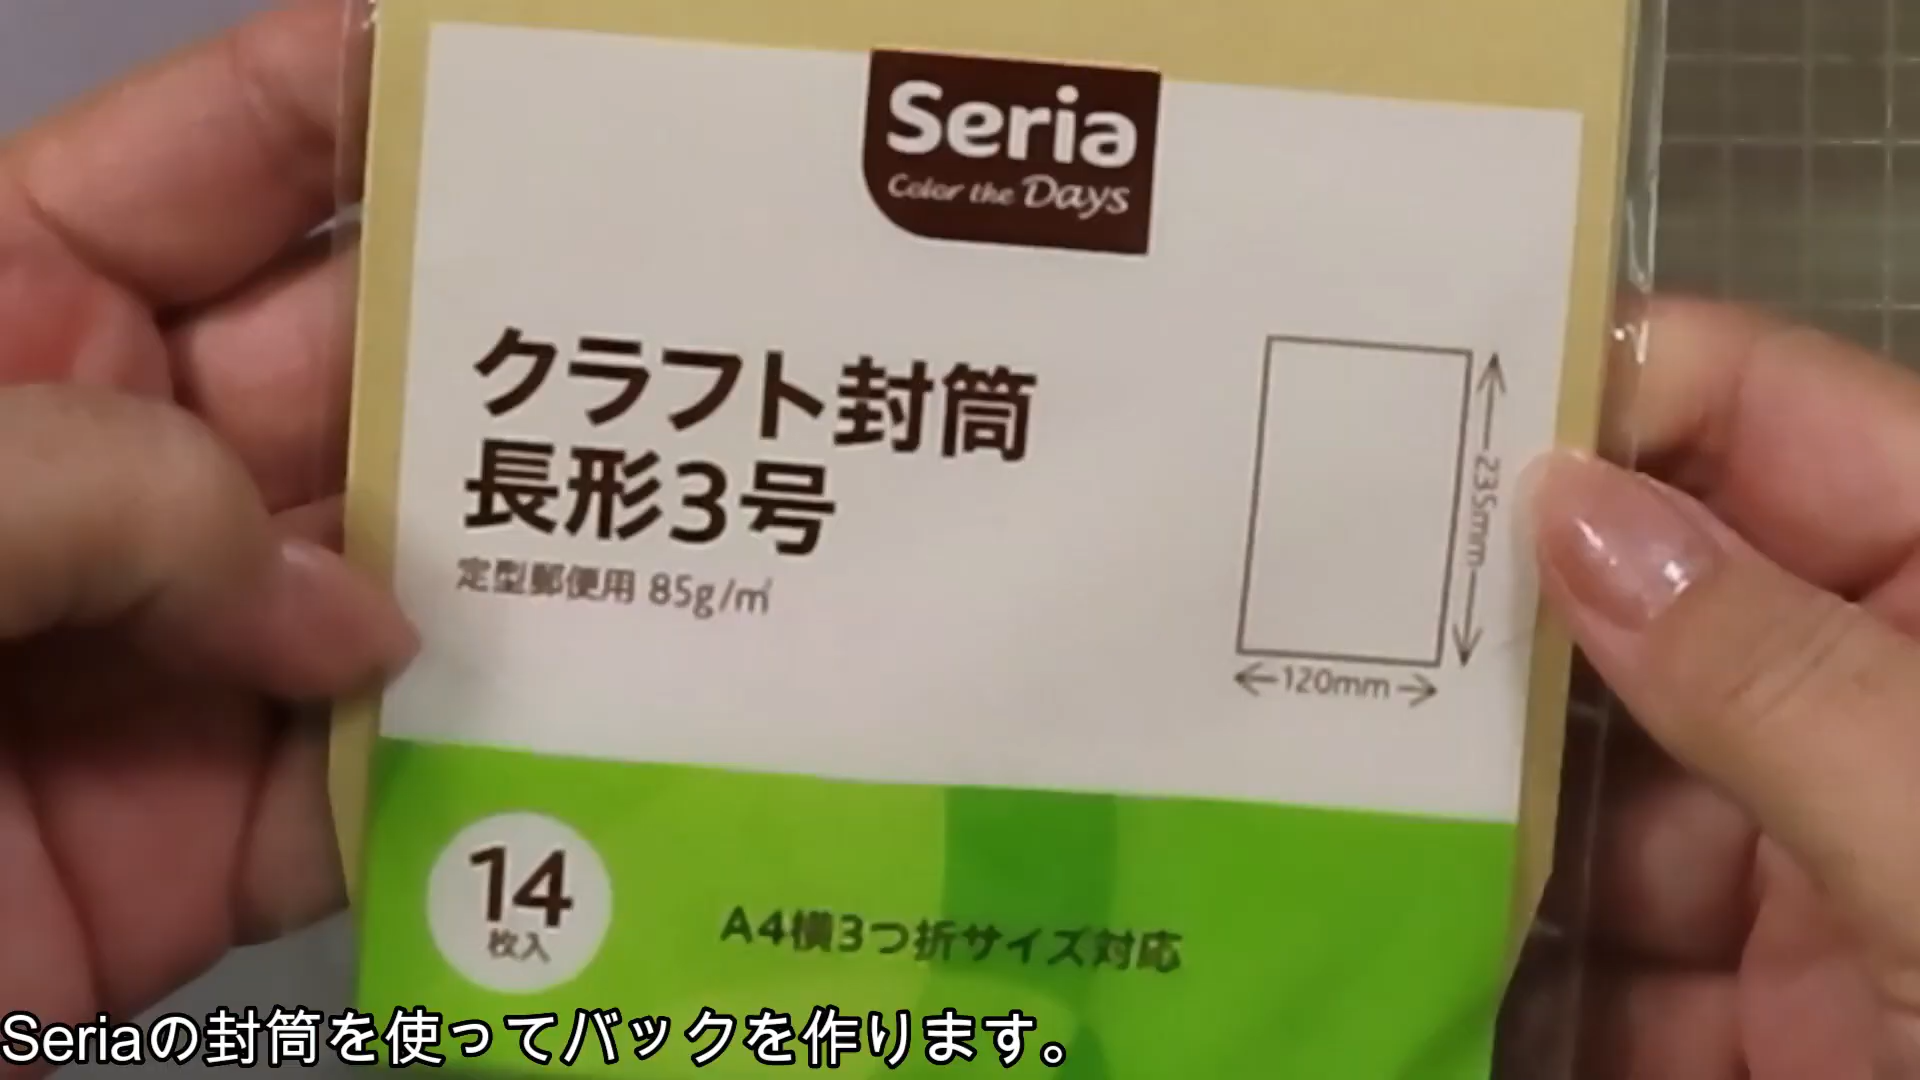 Seria
Color the Days
クラフト封筒
長形3号
定型郵便用 85g/㎡
235mm
120mm
14
枚入
A4横3つ折サイズ対応
Seriaの封筒を使ってバックを作ります。